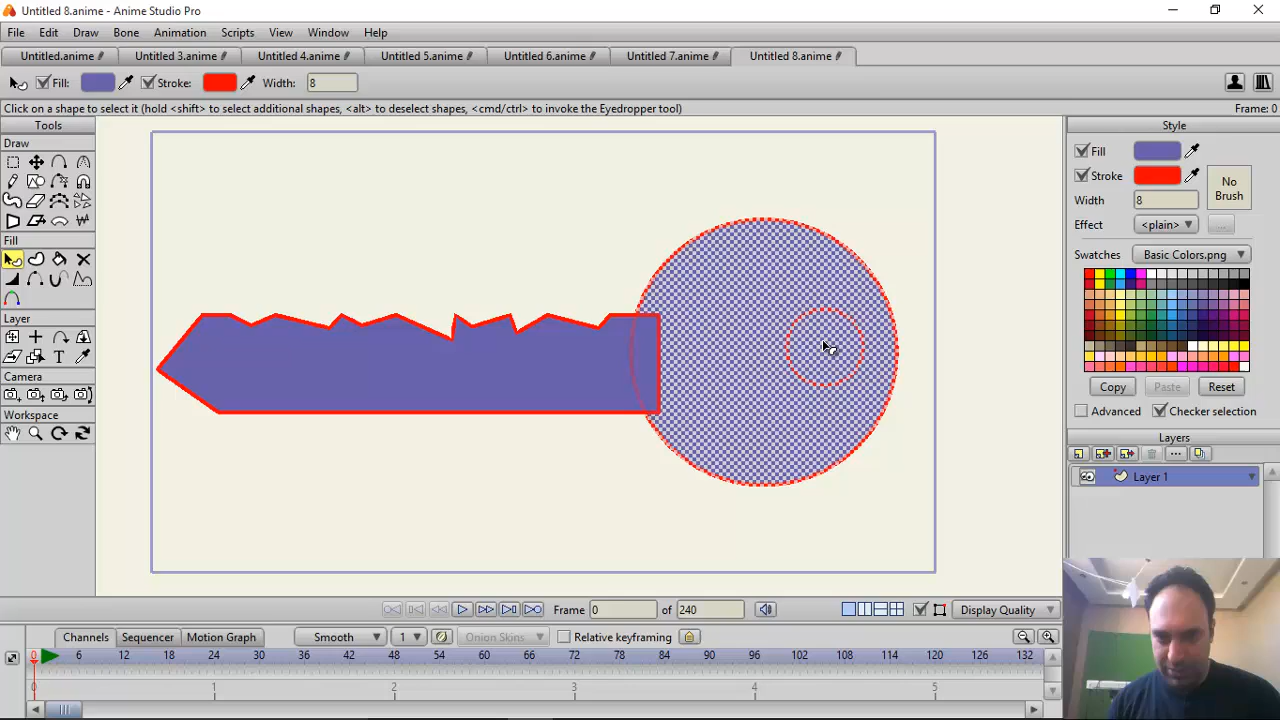 Untitled 8.anime - Anime Studio Pro
File Edit Draw Bone Animation Scripts View Window Help
Untitled.anime Untitled 3.anime Untitled 4.anime Untitled 5.anime Untitled 6.anime Untitled 7.anime Untitled 8.anime
Fill: Stroke: Width: 8
Click on a shape to select it (hold <shift> to select additional shapes, <alt> to deselect shapes, <cmd/ctrl> to invoke the Eyedropper tool) Frame: 0
Tools
Draw
Fill
Layer
Camera
Workspace
Style
Fill
Stroke
No Brush
Width 8
Effect <plain> ...
Swatches Basic Colors.png
Copy Paste Reset
Advanced Checker selection
Layers
Layer 1
Frame 0 of 240 Display Quality
Channels Sequencer Motion Graph Smooth 1 Onion Skins Relative keyframing
0 6 12 18 24 30 36 42 48 54 60 66 72 78 84 90 96 102 108 114 120 126 132
0 1 2 3 4 5